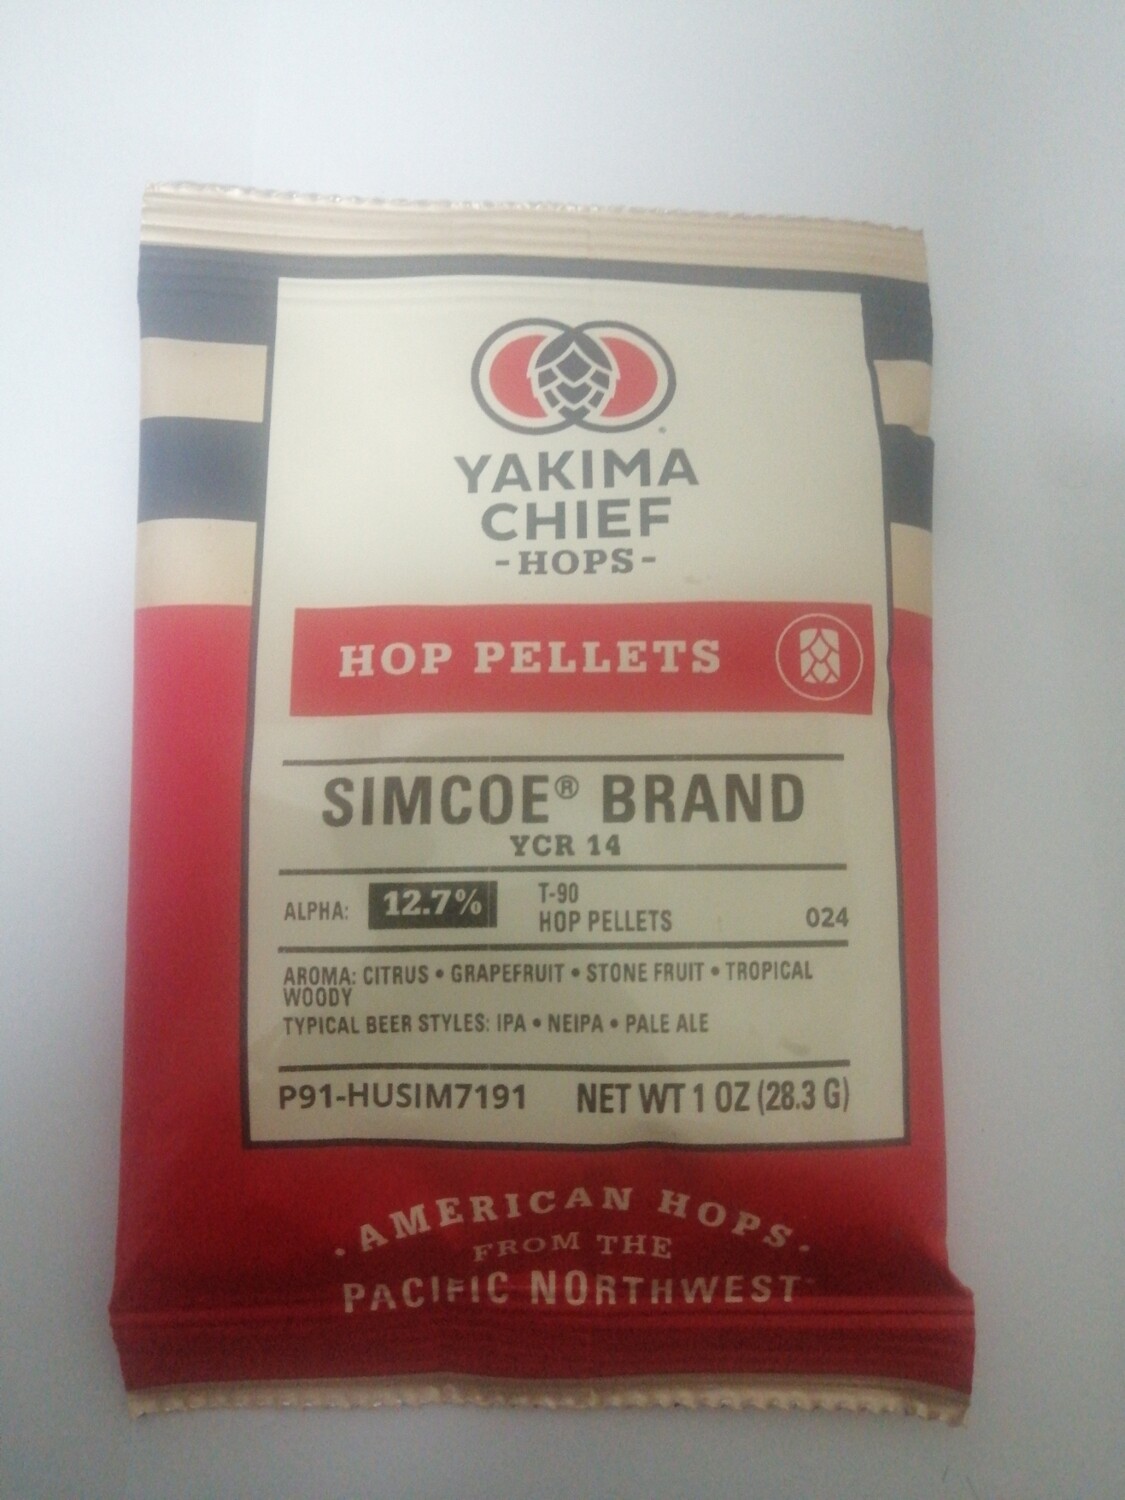 YAKIMA
CHIEF
-HOPS-
HOP PELLETS
SIMCOE® BRAND
YCR 14
ALPHA: 12.7% T-90
HOP PELLETS 024
AROMA: CITRUS • GRAPEFRUIT • STONE FRUIT • TROPICAL
WOODY
TYPICAL BEER STYLES: IPA • NEIPA • PALE ALE
P91-HUSIM7191 NET WT 1 OZ (28.3 G)
• AMERICAN HOPS •
FROM THE
PACIFIC NORTHWEST